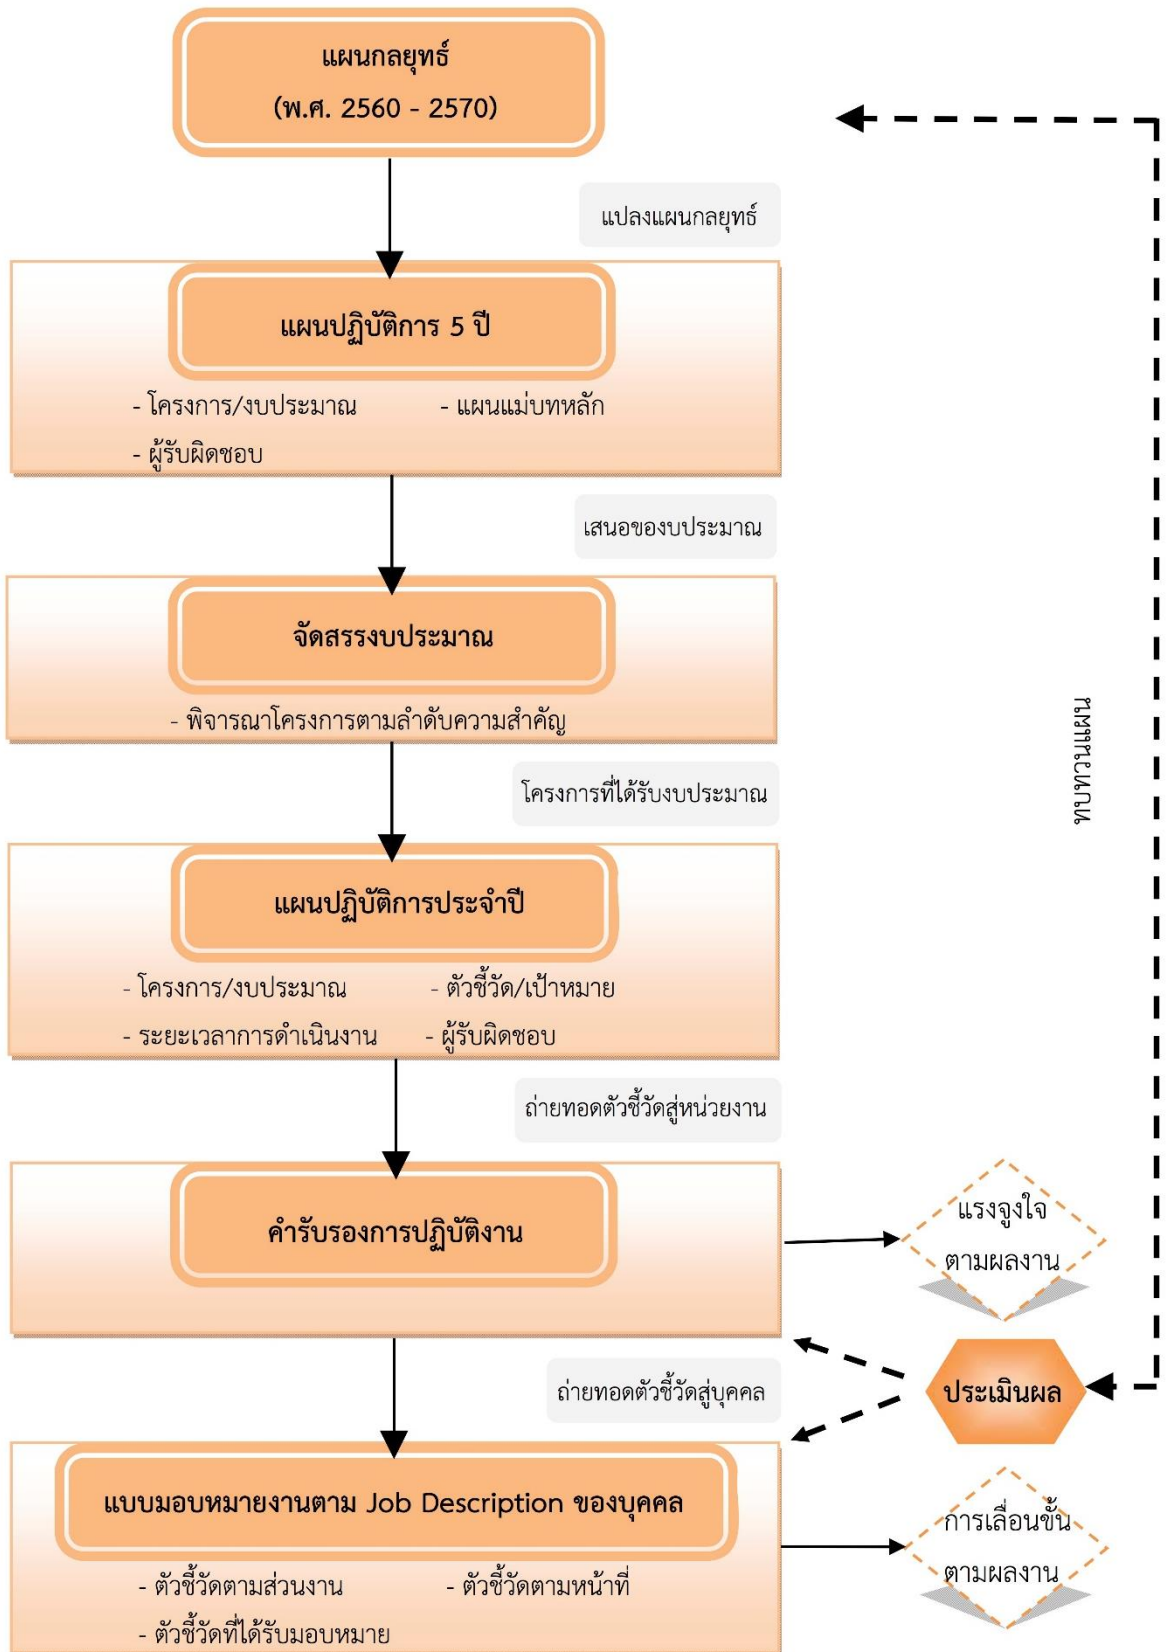 แผนกลยุทธ์
(พ.ศ. 2560 - 2570)
แปลงแผนกลยุทธ์
แผนปฏิบัติการ 5 ปี
- โครงการ/งบประมาณ - แผนแม่บทหลัก
- ผู้รับผิดชอบ
เสนอของบประมาณ
จัดสรรงบประมาณ
- พิจารณาโครงการตามลำดับความสำคัญ
ทบทวนแผน
โครงการที่ได้รับงบประมาณ
แผนปฏิบัติการประจำปี
- โครงการ/งบประมาณ - ตัวชี้วัด/เป้าหมาย
- ระยะเวลาการดำเนินงาน - ผู้รับผิดชอบ
ถ่ายทอดตัวชี้วัดสู่หน่วยงาน
คำรับรองการปฏิบัติงาน
แรงจูงใจ
ตามผลงาน
ถ่ายทอดตัวชี้วัดสู่บุคคล
ประเมินผล
แบบมอบหมายงานตาม Job Description ของบุคคล
- ตัวชี้วัดตามส่วนงาน - ตัวชี้วัดตามหน้าที่
- ตัวชี้วัดที่ได้รับมอบหมาย
การเลื่อนขั้น
ตามผลงาน